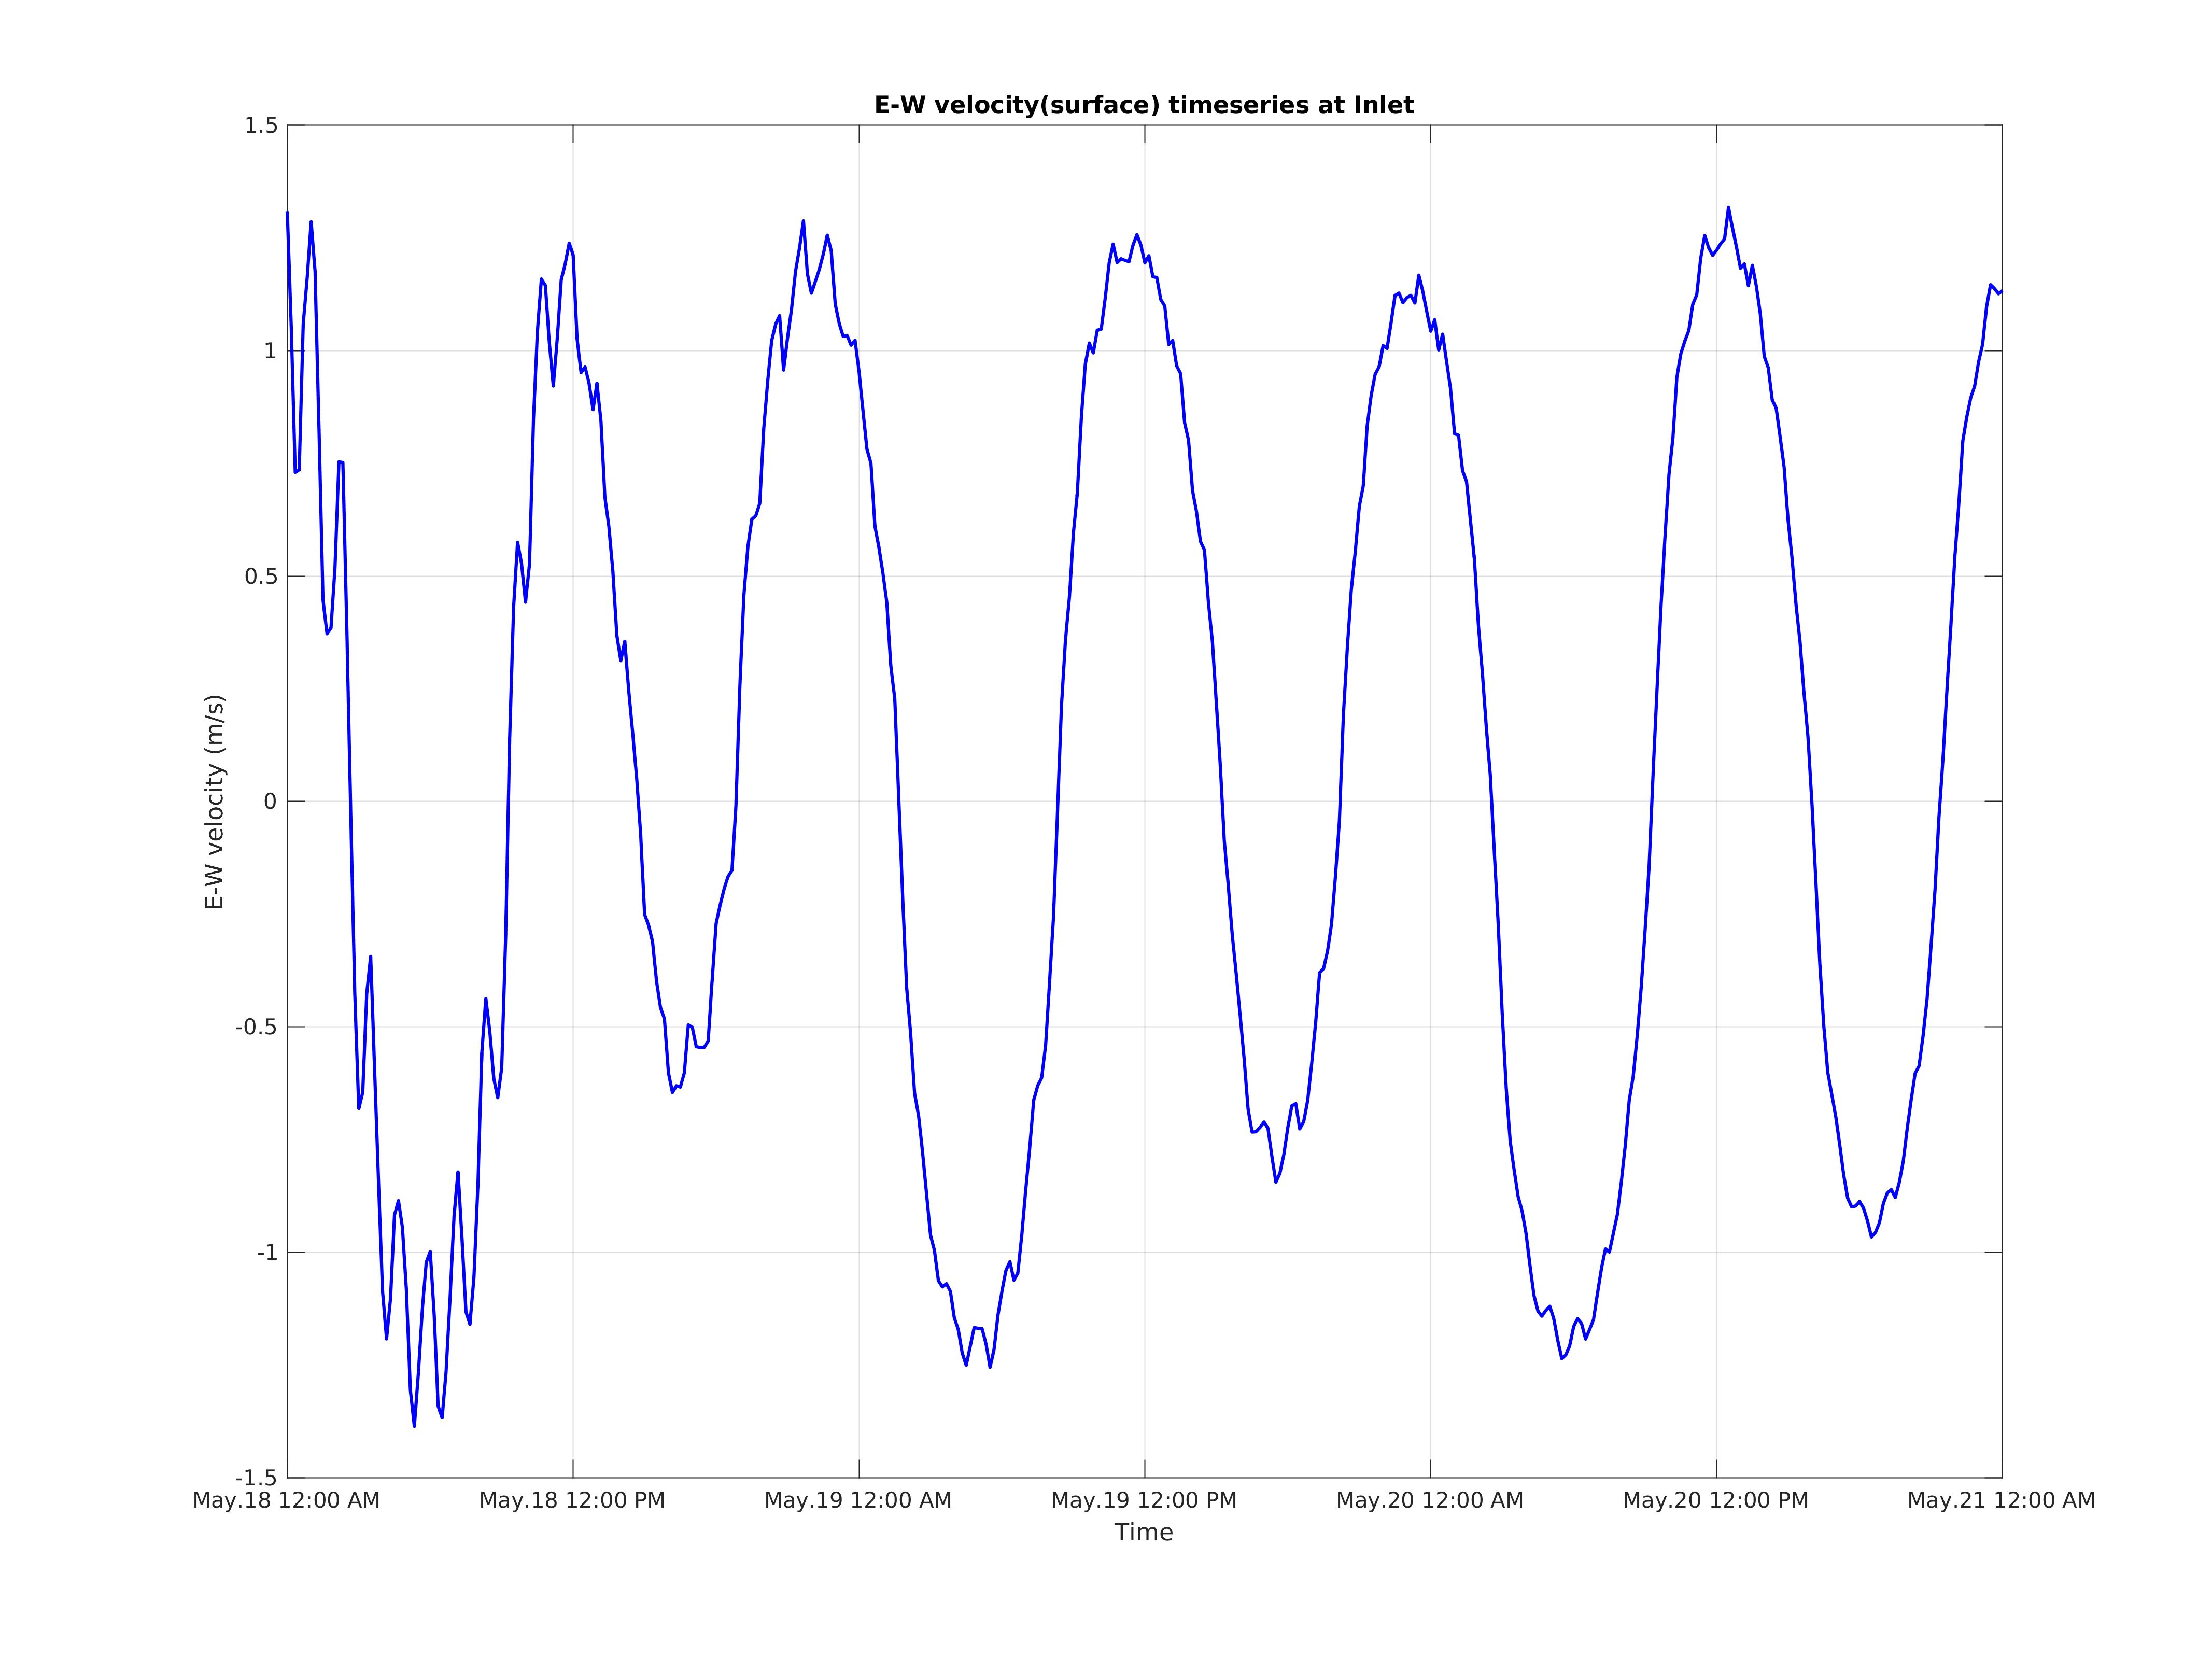 E-W velocity(surface) timeseries at Inlet
1.5
1
0.5
0
-0.5
-1
-1.5
E-W velocity (m/s)
May.18 12:00 AM May.18 12:00 PM May.19 12:00 AM May.19 12:00 PM May.20 12:00 AM May.20 12:00 PM May.21 12:00 AM
Time